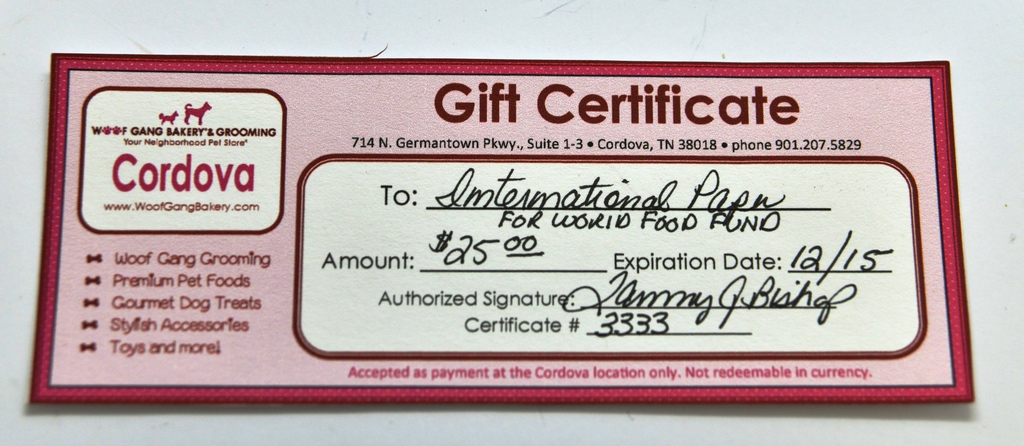 WOOF GANG BAKERY & GROOMING
Your Neighborhood Pet Store®
Cordova
www.WoofGangBakery.com
Woof Gang Grooming
Premium Pet Foods
Gourmet Dog Treats
Stylish Accessories
Toys and more!
Gift Certificate
714 N. Germantown Pkwy., Suite 1-3 • Cordova, TN 38018 • phone 901.207.5829
To: International Paper
FOR WORLD FOOD FUND
Amount: $25 00 Expiration Date: 12/15
Authorized Signature: Tammy J Bishop
Certificate # 3333
Accepted as payment at the Cordova location only. Not redeemable in currency.